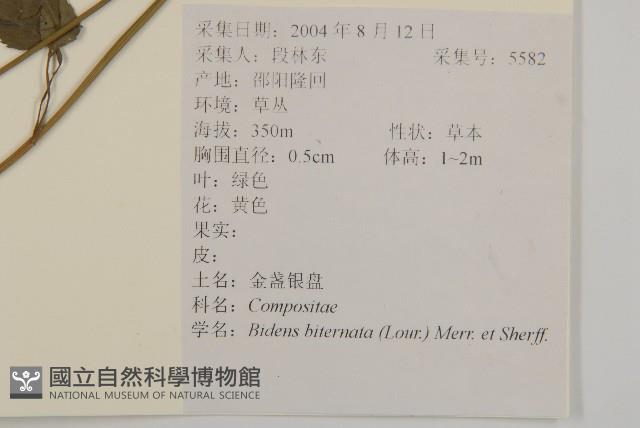 采集日期：2004 年 8 月 12 日
采集人：段林东 采集号：5582
产地：邵阳隆回
环境：草丛
海拔：350m 性状：草本
胸围直径：0.5cm 体高：1~2m
叶：绿色
花：黄色
果实：
皮：
土名：金盏银盘
科名：Compositae
学名：Bidens biternata (Lour.) Merr. et Sherff.
國立自然科學博物館
NATIONAL MUSEUM OF NATURAL SCIENCE